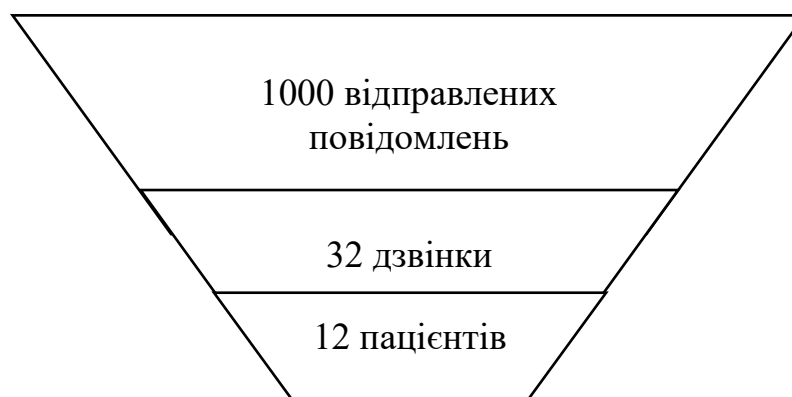 1000 відправлених
повідомлень
32 дзвінки
12 пацієнтів